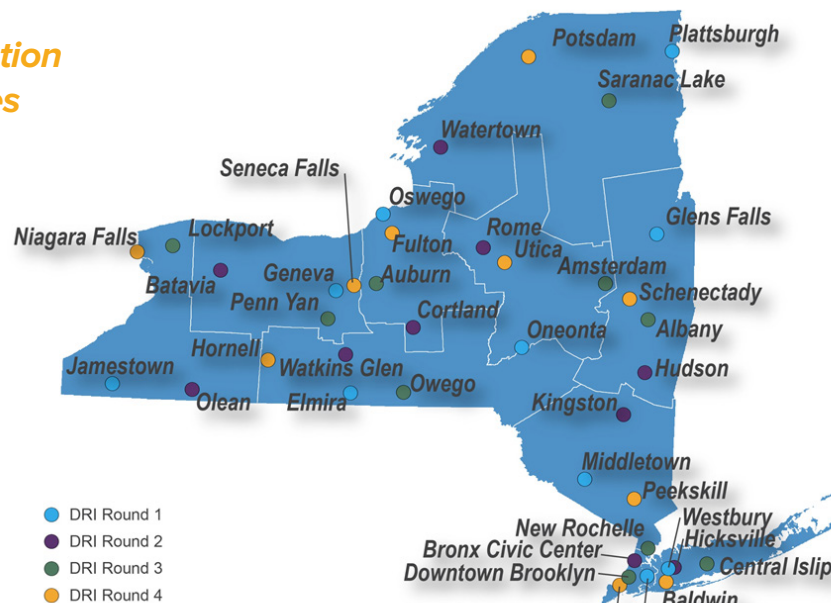 tion
es
Potsdam
Plattsburgh
Saranac Lake
Watertown
Seneca Falls
Oswego
Glens Falls
Niagara Falls
Lockport
Fulton
Rome
Utica
Batavia
Geneva
Auburn
Amsterdam
Schenectady
Penn Yan
Cortland
Albany
Oneonta
Hornell
Jamestown
Watkins Glen
Hudson
Olean
Elmira
Owego
Kingston
Middletown
Peekskill
DRI Round 1
DRI Round 2
DRI Round 3
DRI Round 4
New Rochelle
Westbury
Bronx Civic Center
Hicksville
Downtown Brooklyn
Central Islip
Baldwin